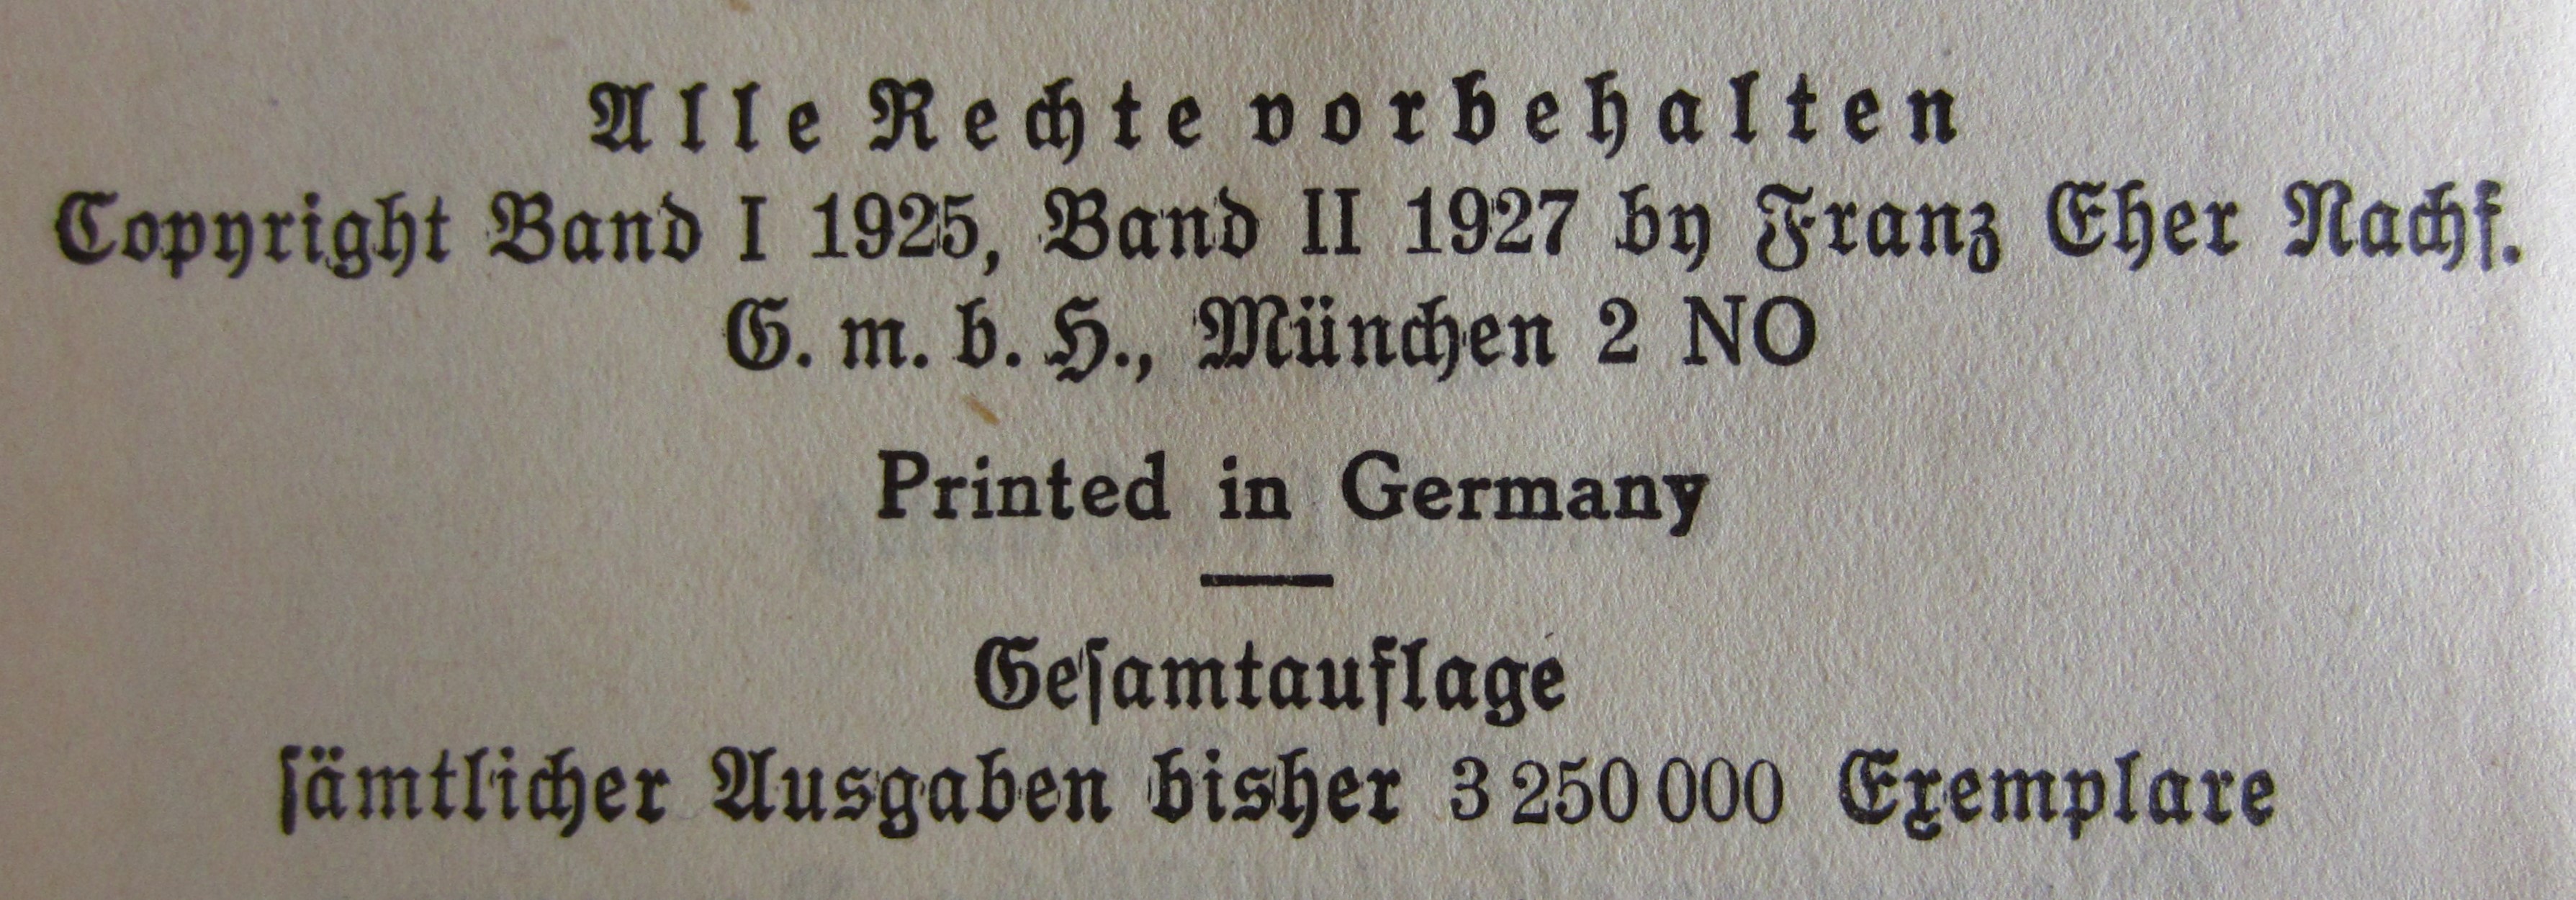 Alle Rechte vorbehalten
Copyright Band I 1925, Band II 1927 by Franz Eher Nachf.
G. m. b. H., München 2 NO
Printed in Germany
Geſamtauflage
ſämtlicher Ausgaben bisher 3 250 000 Exemplare